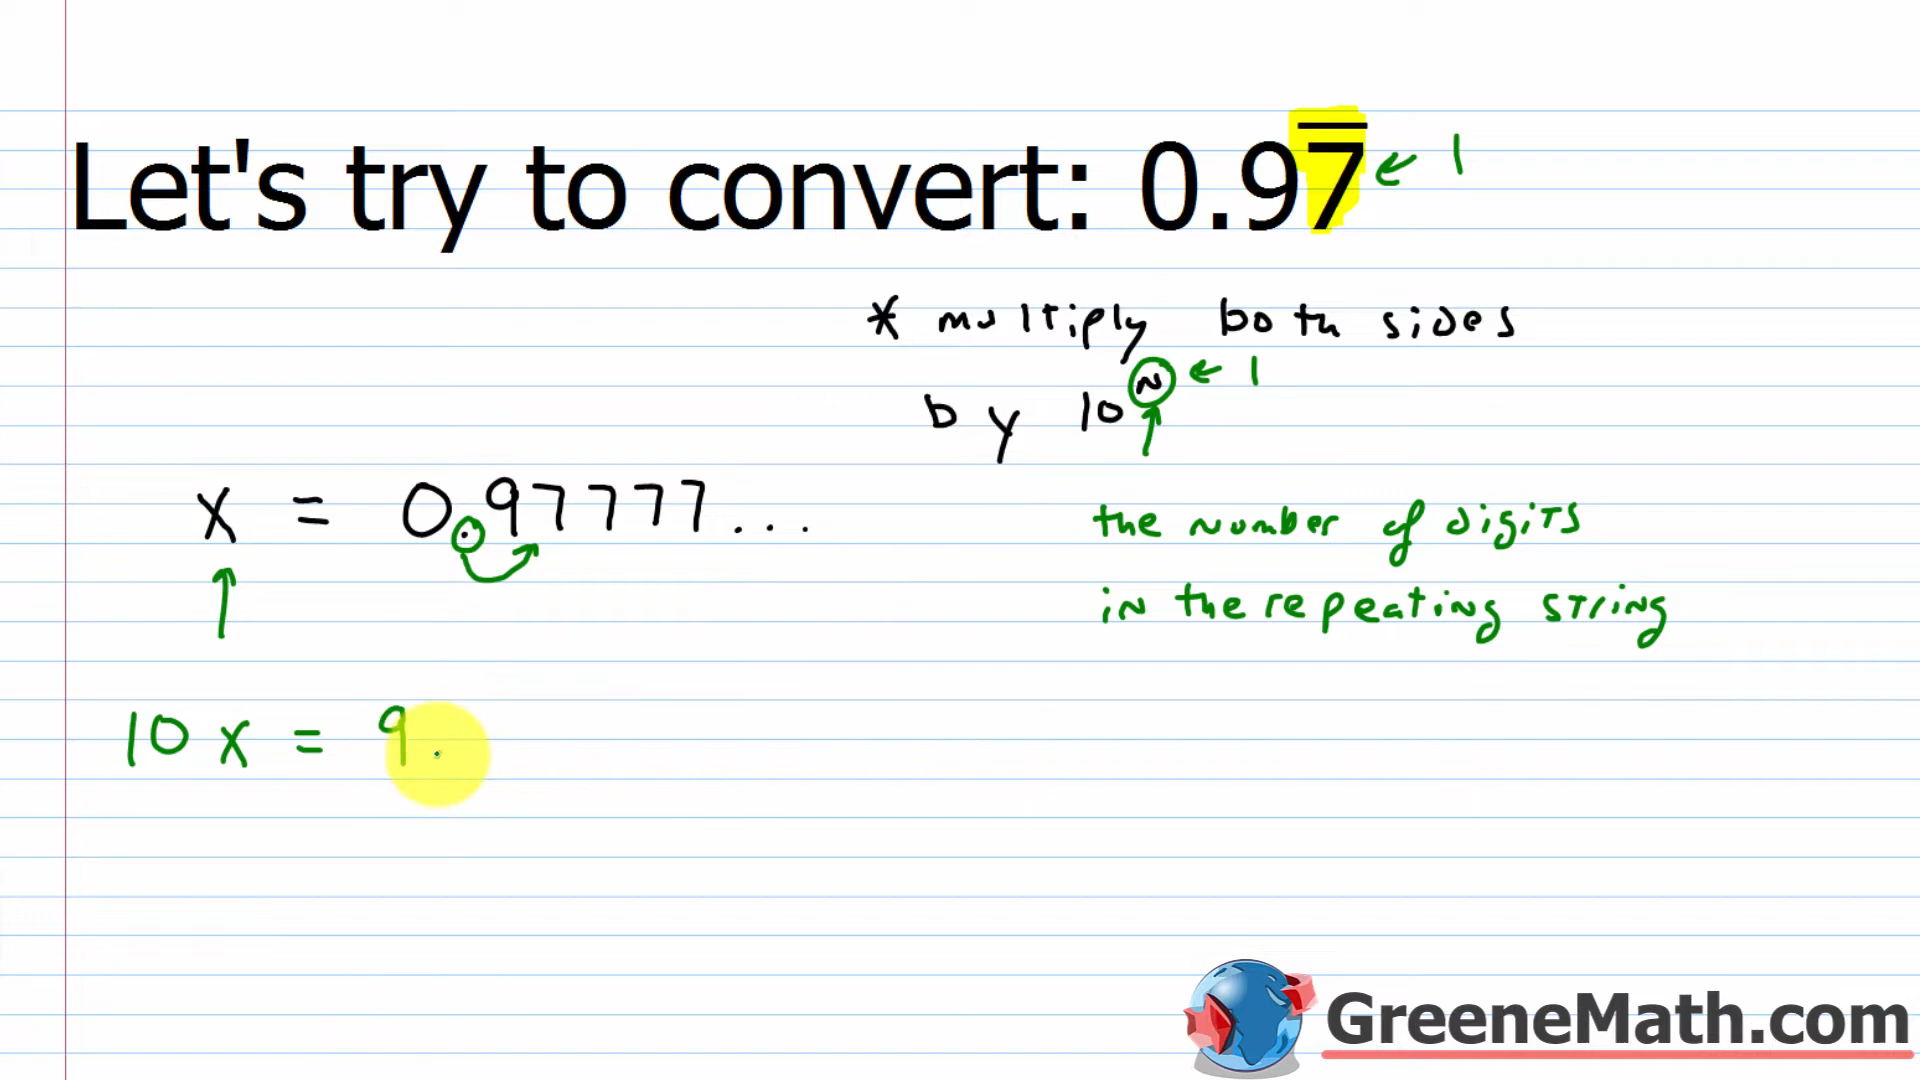 Let's try to convert: 0.97̅ ← 1
* multiply both sides
by 10ᴺ ← 1
x = 0.97777...
the number of digits
in the repeating string
10x = 9.
GreeneMath.com